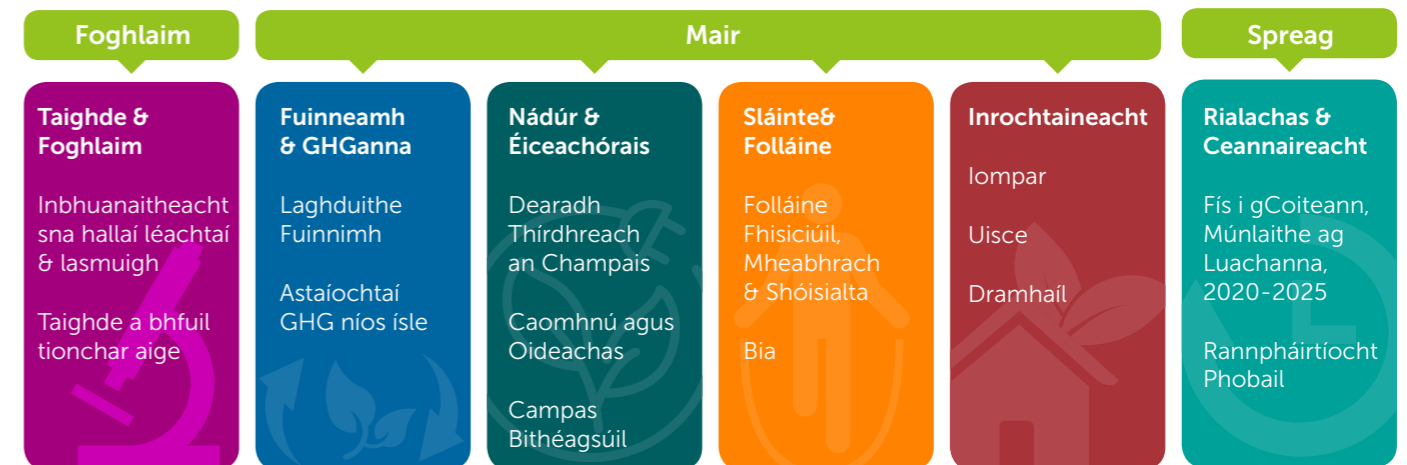 Foghlaim
Mair
Spreag
Taighde &
Foghlaim
Inbhuanaitheacht
sna hallaí léachtaí
& lasmuigh
Taighde a bhfuil
tionchar aige
Fuinneamh
& GHGanna
Laghduithe
Fuinnimh
Astaíochtaí
GHG níos ísle
Nádúr &
Éiceachórais
Dearadh
Thírdhreach
an Champais
Caomhnú agus
Oideachas
Campas
Bithéagsúil
Sláinte&
Folláine
Folláine
Fhisiciúil,
Mheabhrach
& Shóisialta
Bia
Inrochtaineacht
Iompar
Uisce
Dramhaíl
Rialachas &
Ceannaireacht
Fís i gCoiteann,
Múnlaithe ag
Luachanna,
2020-2025
Rannpháirtíocht
Phobail